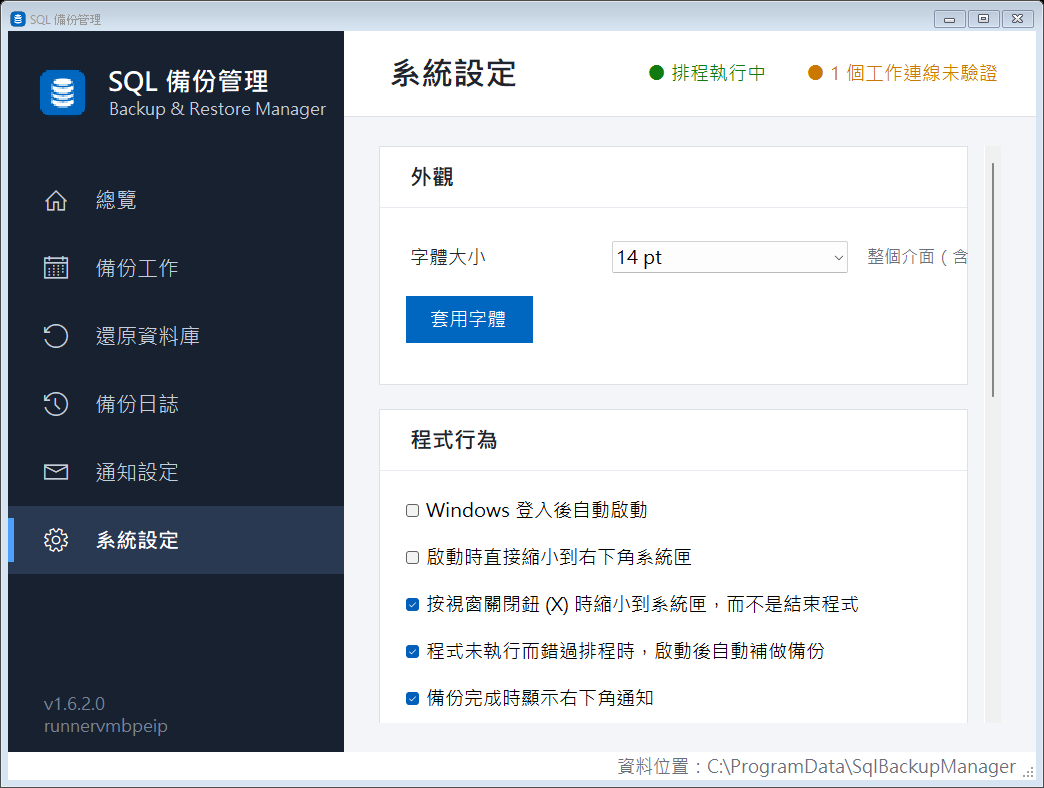 SQL 備份管理
SQL 備份管理
Backup & Restore Manager
總覽
備份工作
還原資料庫
備份日誌
通知設定
系統設定
v1.6.2.0
runnervmbpeip
系統設定
排程執行中
1 個工作連線未驗證
外觀
字體大小
14 pt
整個介面 ( 含
套用字體
程式行為
Windows 登入後自動啟動
啟動時直接縮小到右下角系統匣
按視窗關閉鈕 (X) 時縮小到系統匣，而不是結束程式
程式未執行而錯過排程時，啟動後自動補做備份
備份完成時顯示右下角通知
資料位置：C:\ProgramData\SqlBackupManager